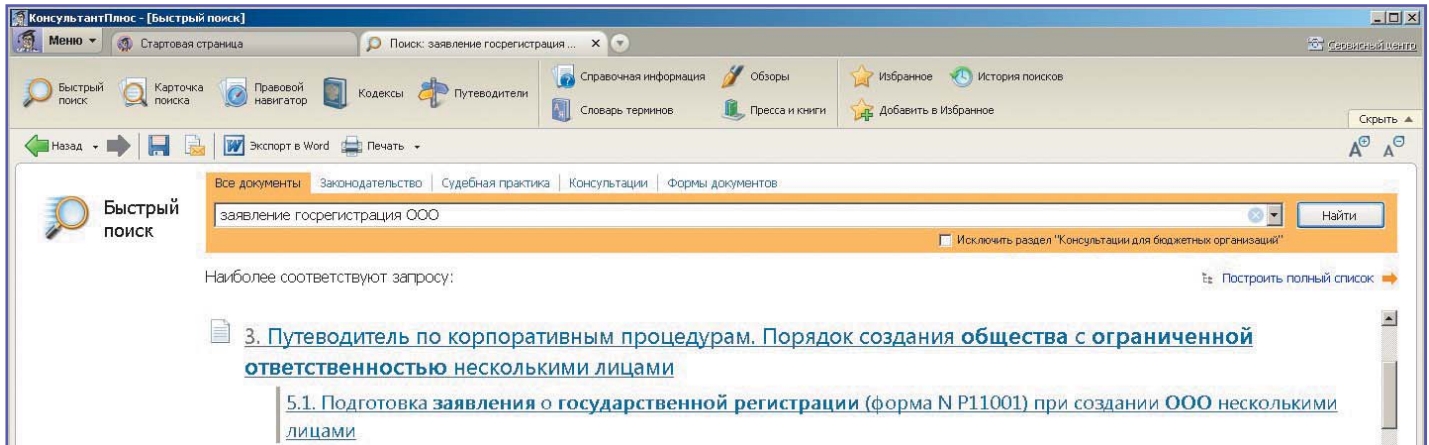 КонсультантПлюс - [Быстрый поиск]
Меню
Стартовая страница
Поиск: заявление госрегистрация ...
Сервисный центр
Быстрый поиск
Карточка поиска
Правовой навигатор
Кодексы
Путеводители
Справочная информация
Словарь терминов
Обзоры
Пресса и книги
Избранное
Добавить в Избранное
История поисков
Скрыть
Назад
Экспорт в Word
Печать
Все документы
Законодательство
Судебная практика
Консультации
Формы документов
Быстрый
поиск
заявление госрегистрация ООО
Найти
Исключить раздел "Консультации для бюджетных организаций"
Наиболее соответствуют запросу:
Построить полный список
3. Путеводитель по корпоративным процедурам. Порядок создания общества с ограниченной
ответственностью несколькими лицами
5.1. Подготовка заявления о государственной регистрации (форма N Р11001) при создании ООО несколькими
лицами